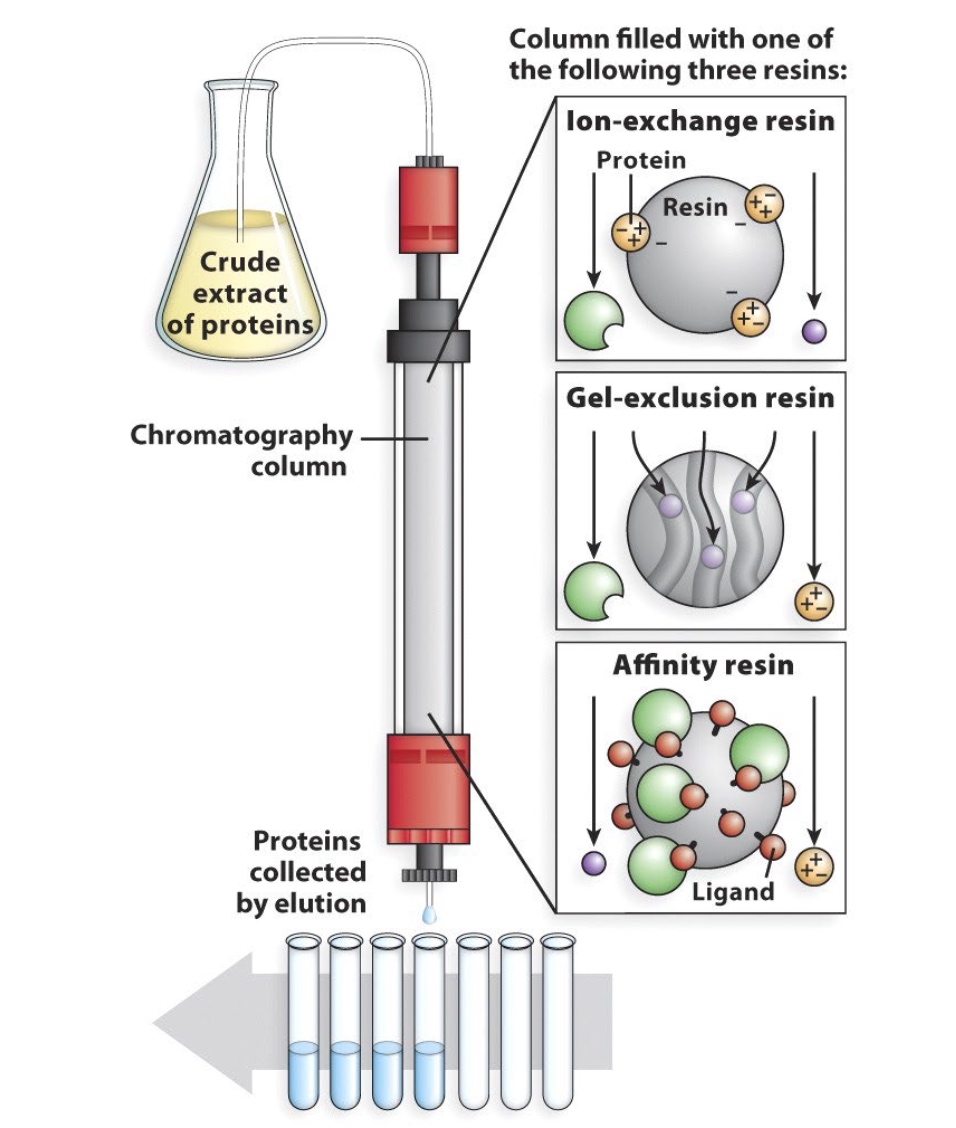 Column filled with one of
the following three resins:
Ion-exchange resin
Protein
Resin
Crude
extract
of proteins
Gel-exclusion resin
Chromatography
column
Affinity resin
Ligand
Proteins
collected
by elution